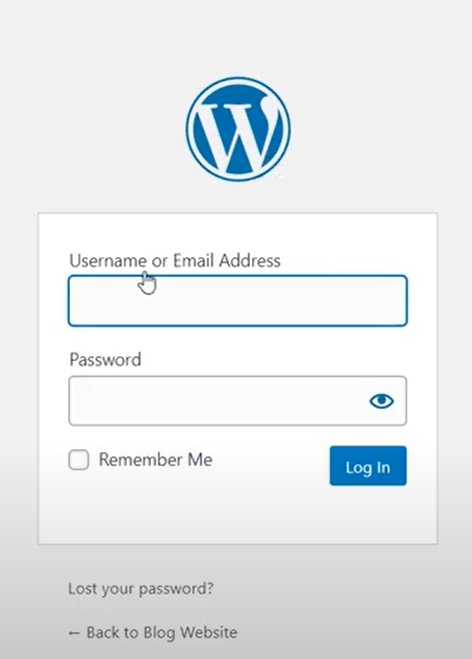 Username or Email Address
Password
Remember Me
Log In
Lost your password?
← Back to Blog Website